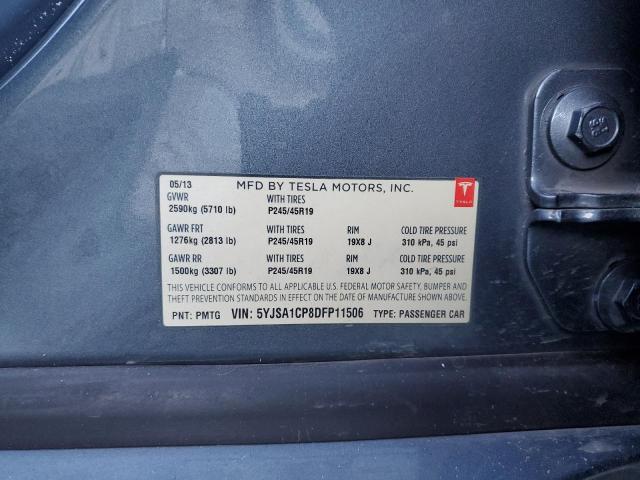 05/13 MFD BY TESLA MOTORS, INC.
TESLA
GVWR WITH TIRES
2590kg (5710 lb) P245/45R19
GAWR FRT WITH TIRES RIM COLD TIRE PRESSURE
1276kg (2813 lb) P245/45R19 19X8 J 310 kPa, 45 psi
GAWR RR WITH TIRES RIM COLD TIRE PRESSURE
1500kg (3307 lb) P245/45R19 19X8 J 310 kPa, 45 psi
THIS VEHICLE CONFORMS TO ALL APPLICABLE U.S. FEDERAL MOTOR SAFETY, BUMPER AND
THEFT PREVENTION STANDARDS IN EFFECT ON THE DATE OF MANUFACTURE SHOWN ABOVE.
PNT: PMTG VIN: 5YJSA1CP8DFP11506 TYPE: PASSENGER CAR